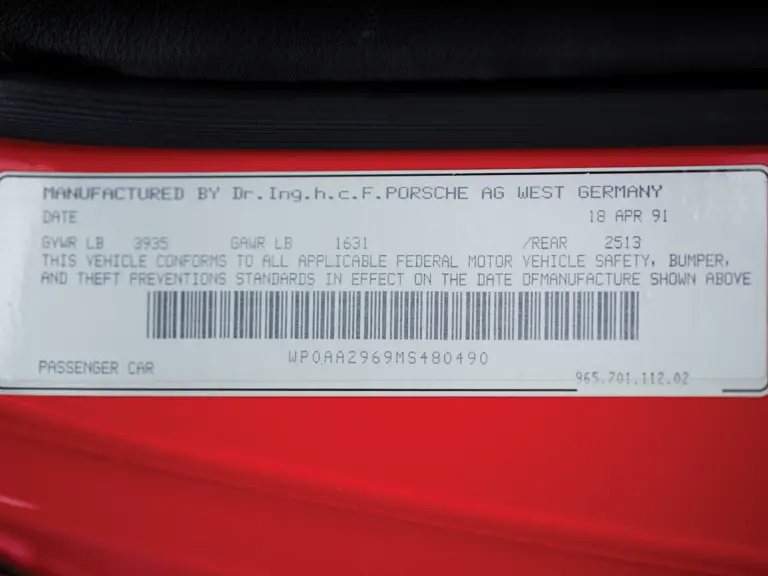 MANUFACTURED BY Dr.Ing.h.c.F.PORSCHE AG WEST GERMANY
DATE 18 APR 91
GVWR LB 3935 GAWR LB 1631 /REAR 2513
THIS VEHICLE CONFORMS TO ALL APPLICABLE FEDERAL MOTOR VEHICLE SAFETY, BUMPER,
AND THEFT PREVENTIONS STANDARDS IN EFFECT ON THE DATE OFMANUFACTURE SHOWN ABOVE
WP0AA2969MS480490
PASSENGER CAR
965.701.112.02